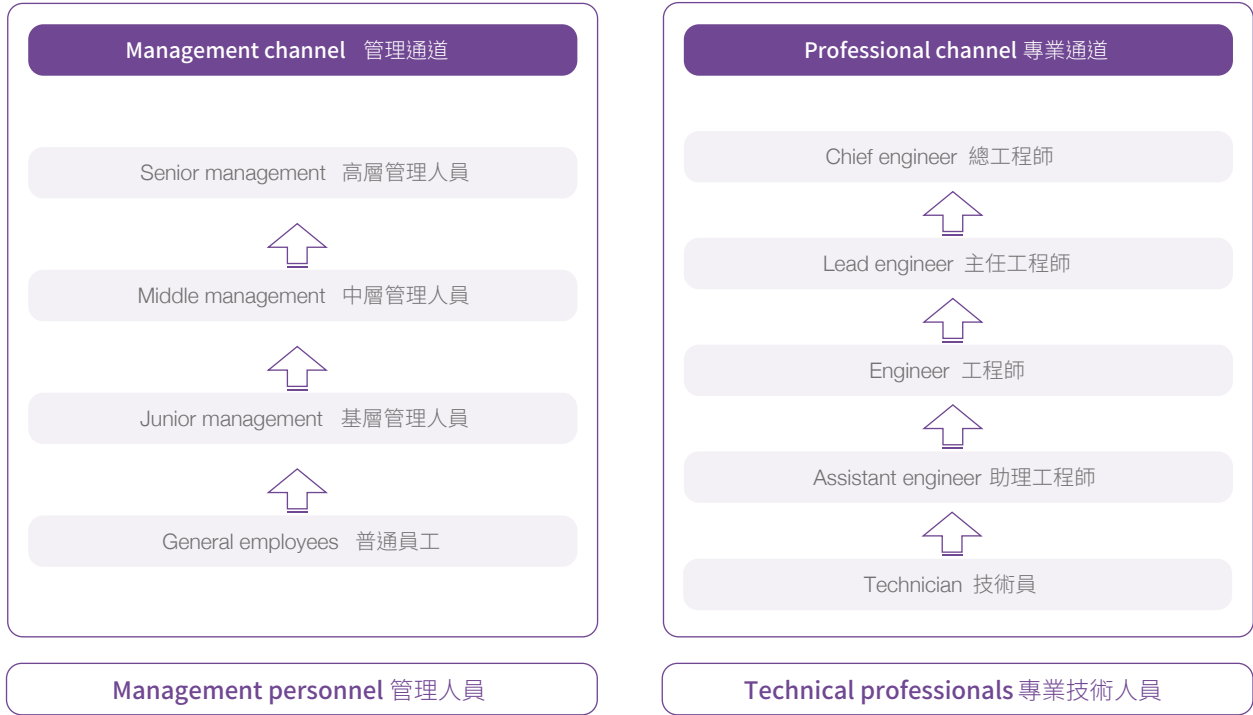 Management channel 管理通道
Senior management 高層管理人員
Middle management 中層管理人員
Junior management 基層管理人員
General employees 普通員工
Management personnel 管理人員
Professional channel 專業通道
Chief engineer 總工程師
Lead engineer 主任工程師
Engineer 工程師
Assistant engineer 助理工程師
Technician 技術員
Technical professionals 專業技術人員